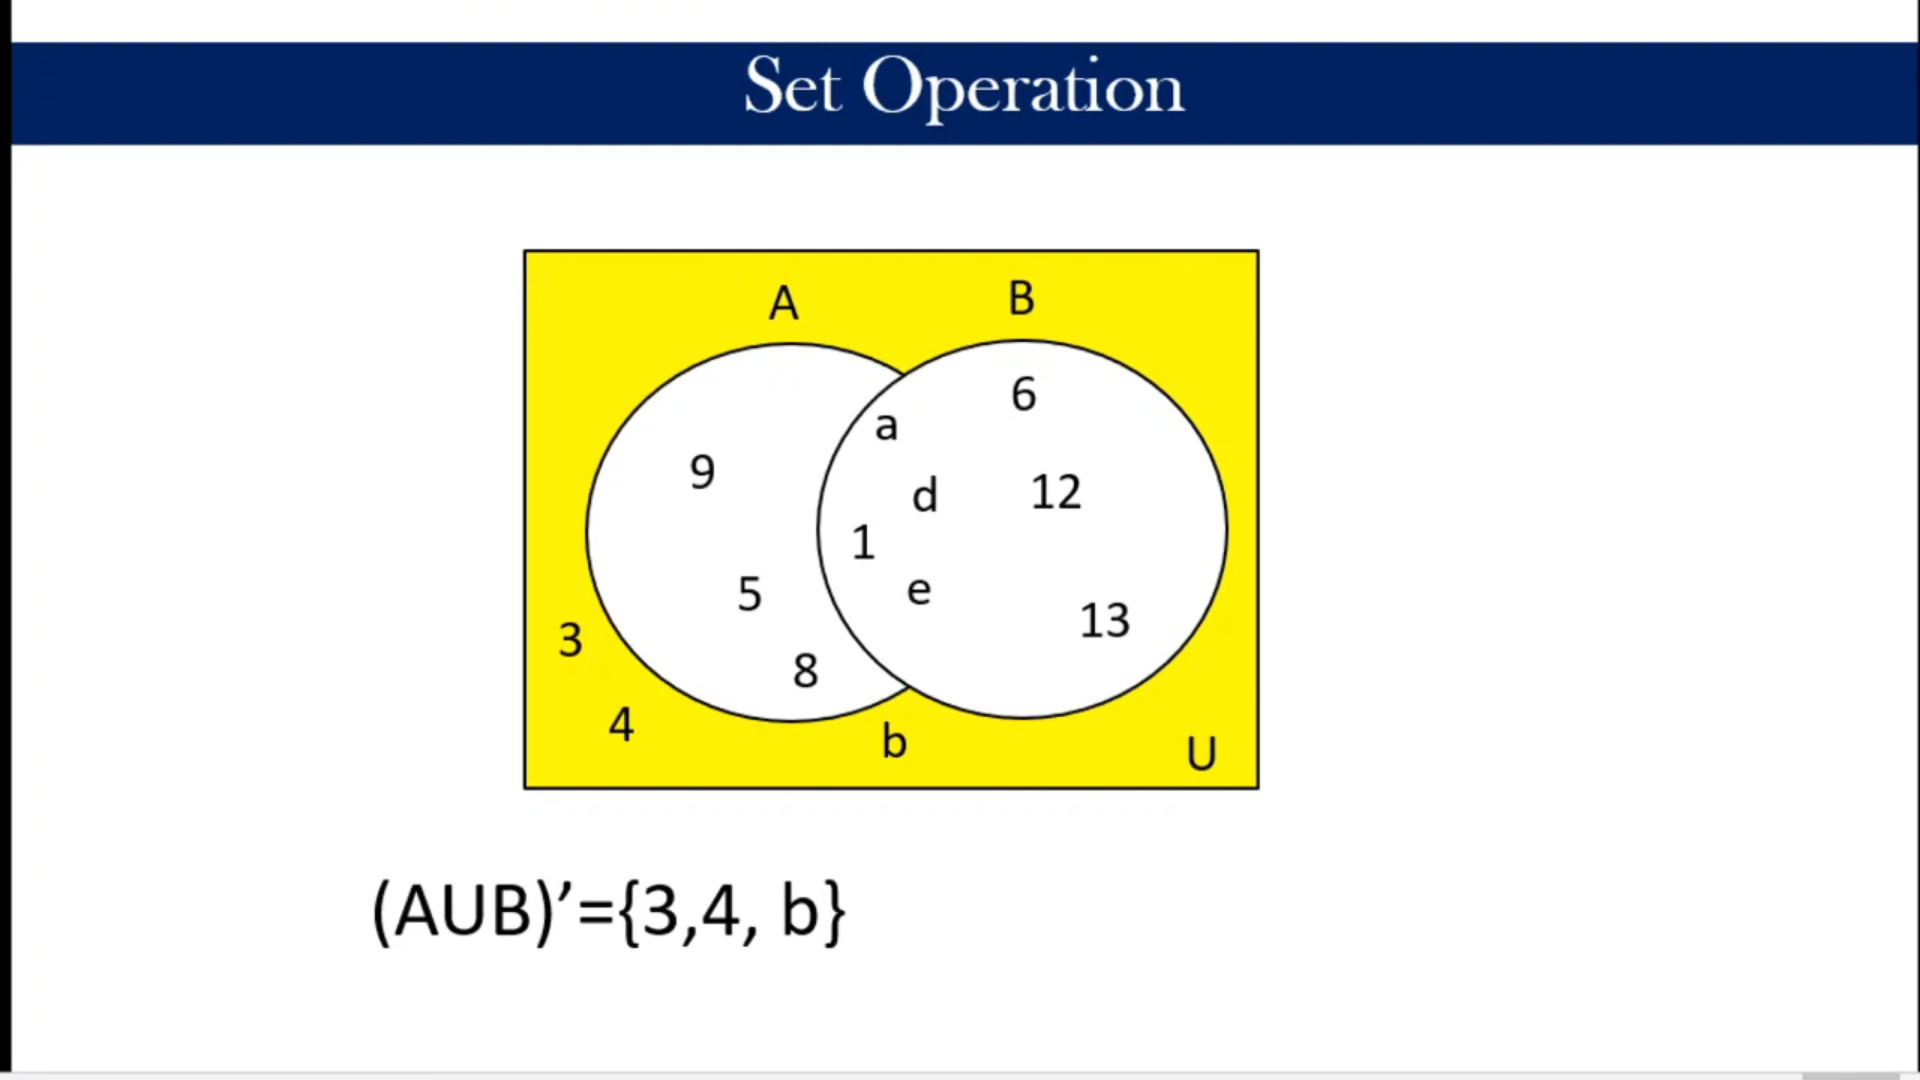 Set Operation
A
B
6
a
9
d
12
1
5
e
13
3
8
4
b
U
(AUB)’={3,4, b}